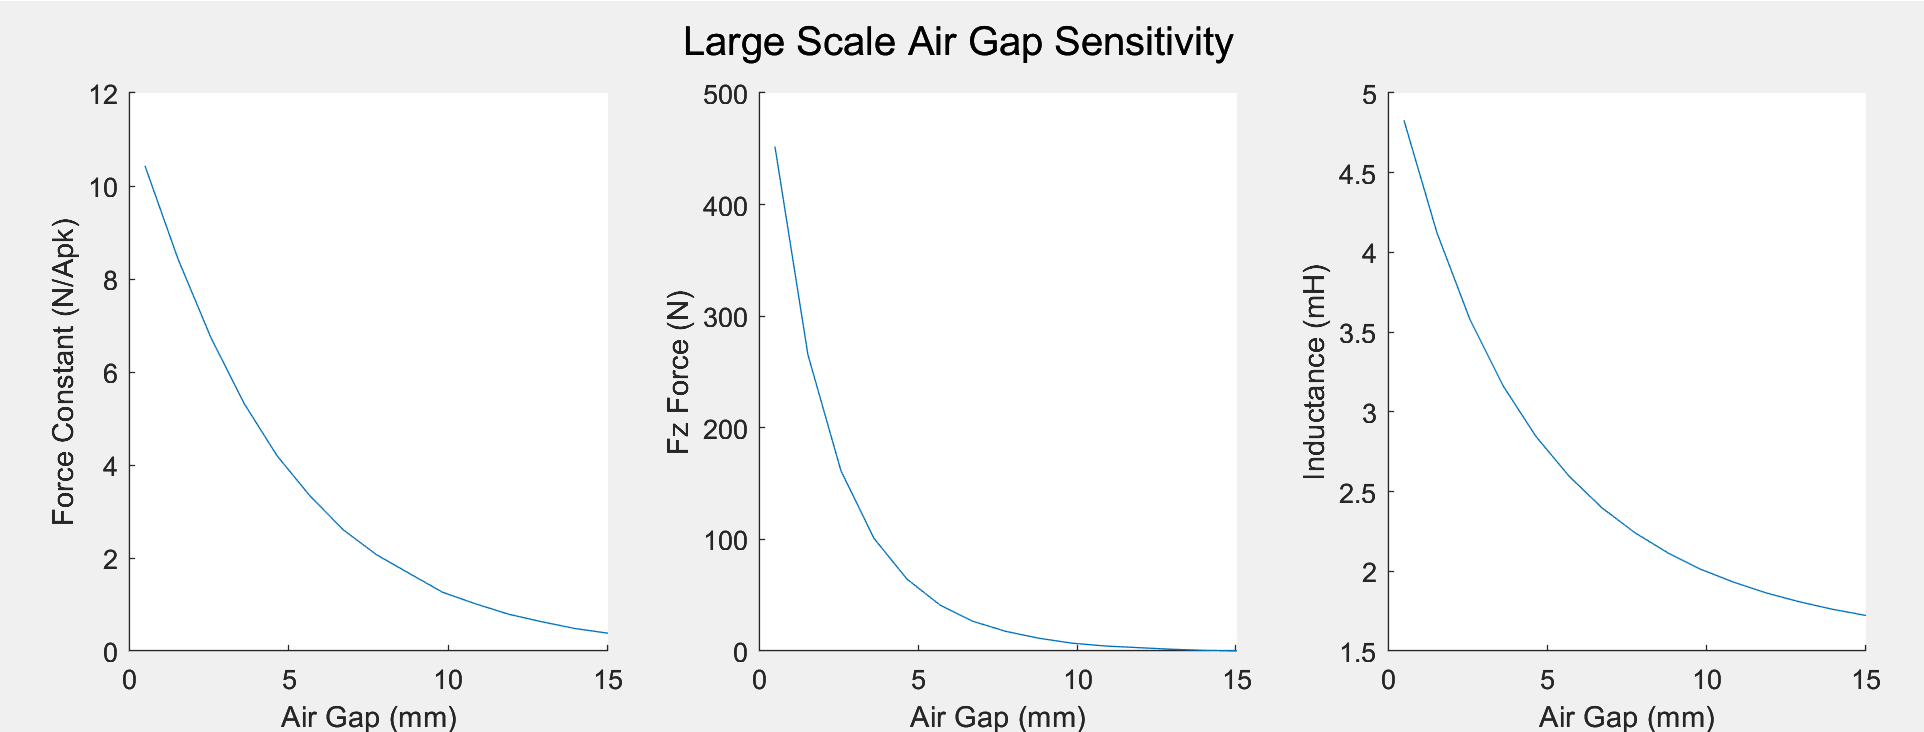 Large Scale Air Gap Sensitivity
Force Constant (N/Apk)
12
10
8
6
4
2
0
0 5 10 15
Air Gap (mm)
Fz Force (N)
500
400
300
200
100
0
0 5 10 15
Air Gap (mm)
Inductance (mH)
5
4.5
4
3.5
3
2.5
2
1.5
0 5 10 15
Air Gap (mm)